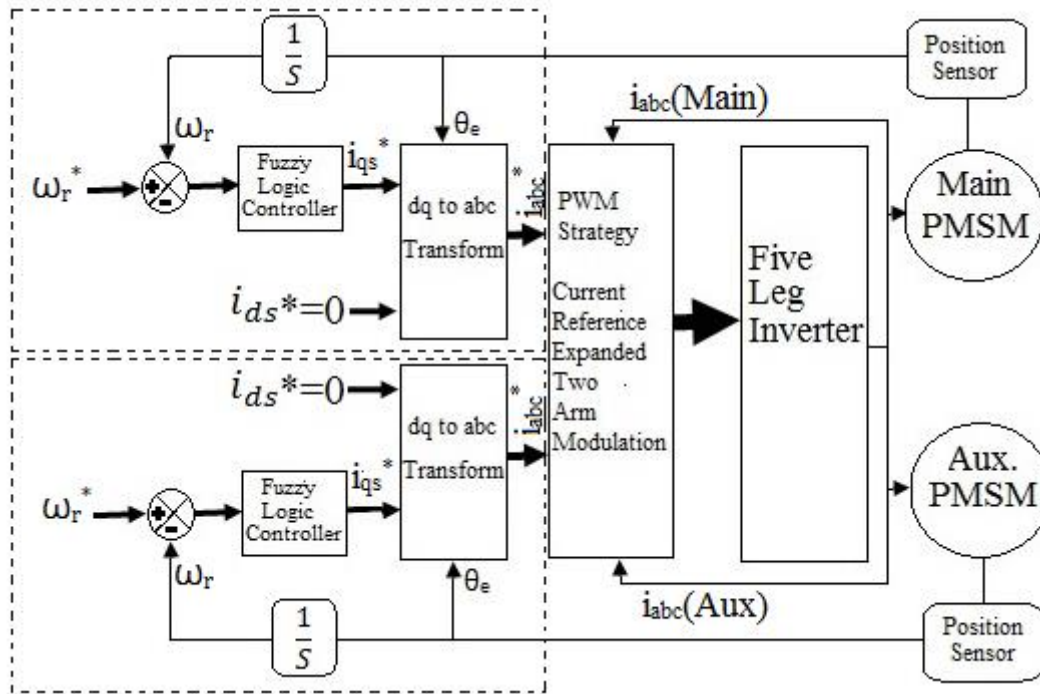 1
S
Position
Sensor
iabc(Main)
ωr
θe
ωr*
Fuzzy
Logic
Controller
iqs*
dq to abc
Transform
i*abc
ids*=0
PWM
Strategy
Current
Reference
Expanded
Two
Arm
Modulation
Five
Leg
Inverter
Main
PMSM
ids*=0
dq to abc
Transform
i*abc
ωr*
Fuzzy
Logic
Controller
iqs*
ωr
θe
1
S
iabc(Aux)
Aux.
PMSM
Position
Sensor